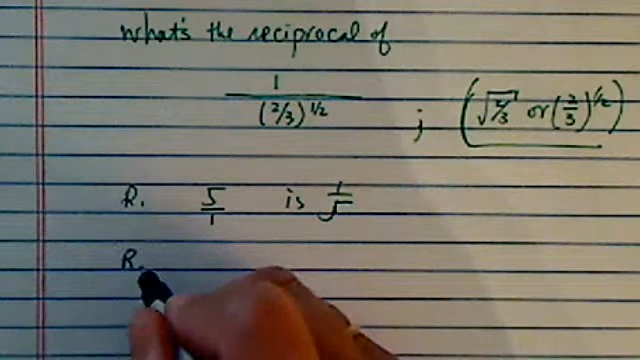 What's the reciprocal of
1/(2/3)^1/2 ; (√2/3 or (2/3)^1/2)
R. 5/1 is 1/5
R.